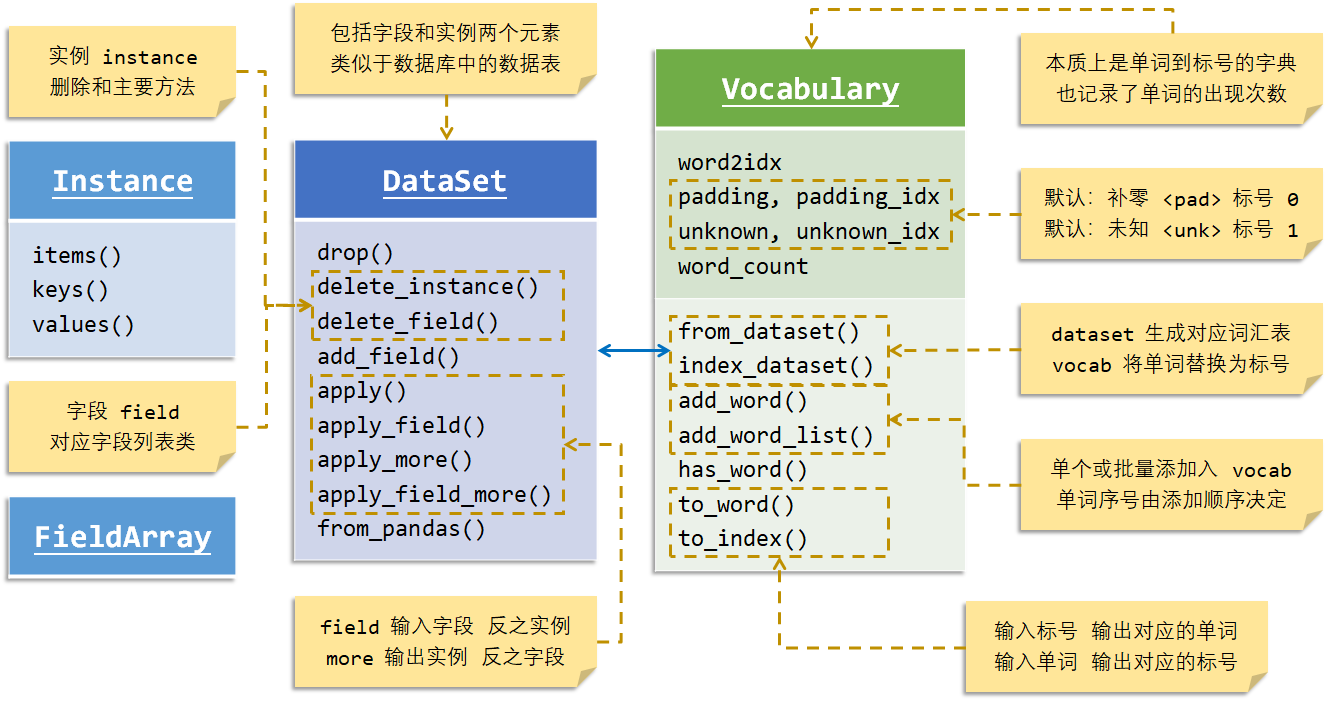 实例 instance
删除和主要方法
Instance
items()
keys()
values()
字段 field
对应字段列表类
FieldArray
包括字段和实例两个元素
类似于数据库中的数据表
DataSet
drop()
delete_instance()
delete_field()
add_field()
apply()
apply_field()
apply_more()
apply_field_more()
from_pandas()
field 输入字段 反之实例
more 输出实例 反之字段
Vocabulary
word2idx
padding, padding_idx
unknown, unknown_idx
word_count
from_dataset()
index_dataset()
add_word()
add_word_list()
has_word()
to_word()
to_index()
本质上是单词到标号的字典
也记录了单词的出现次数
默认: 补零 <pad> 标号 0
默认: 未知 <unk> 标号 1
dataset 生成对应词汇表
vocab 将单词替换为标号
单个或批量添加入 vocab
单词序号由添加顺序决定
输入标号 输出对应的单词
输入单词 输出对应的标号